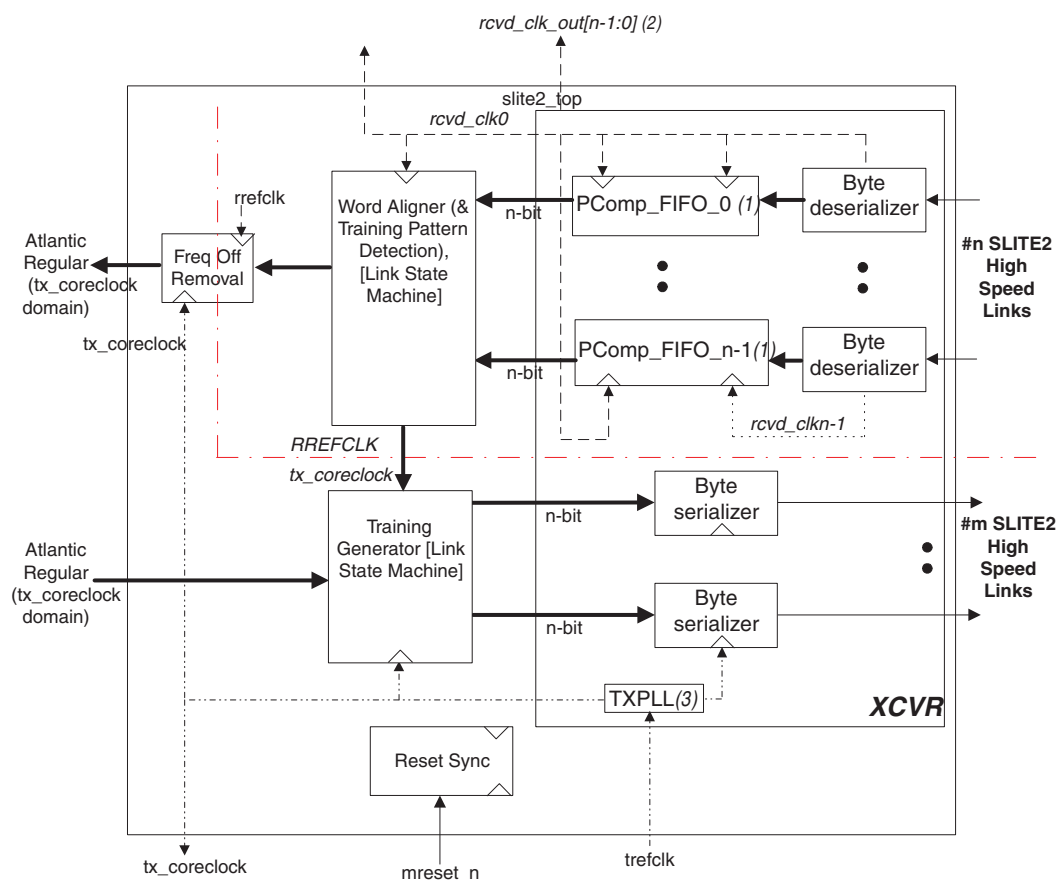 rcvd_clk_out[n-1:0] (2)
slite2_top
rcvd_clk0
rrefclk
Atlantic
Regular
(tx_coreclock
domain)
Freq Off
Removal
tx_coreclock
Word Aligner (&
Training Pattern
Detection),
[Link State
Machine]
n-bit
PComp_FIFO_0 (1)
Byte
deserializer
#n SLITE2
High
Speed
Links
n-bit
PComp_FIFO_n-1(1)
Byte
deserializer
rcvd_clkn-1
RREFCLK
tx_coreclock
Atlantic
Regular
(tx_coreclock
domain)
Training
Generator [Link
State Machine]
n-bit
Byte
serializer
#m SLITE2
High
Speed
Links
n-bit
Byte
serializer
TXPLL(3)
XCVR
Reset Sync
tx_coreclock
mreset_n
trefclk